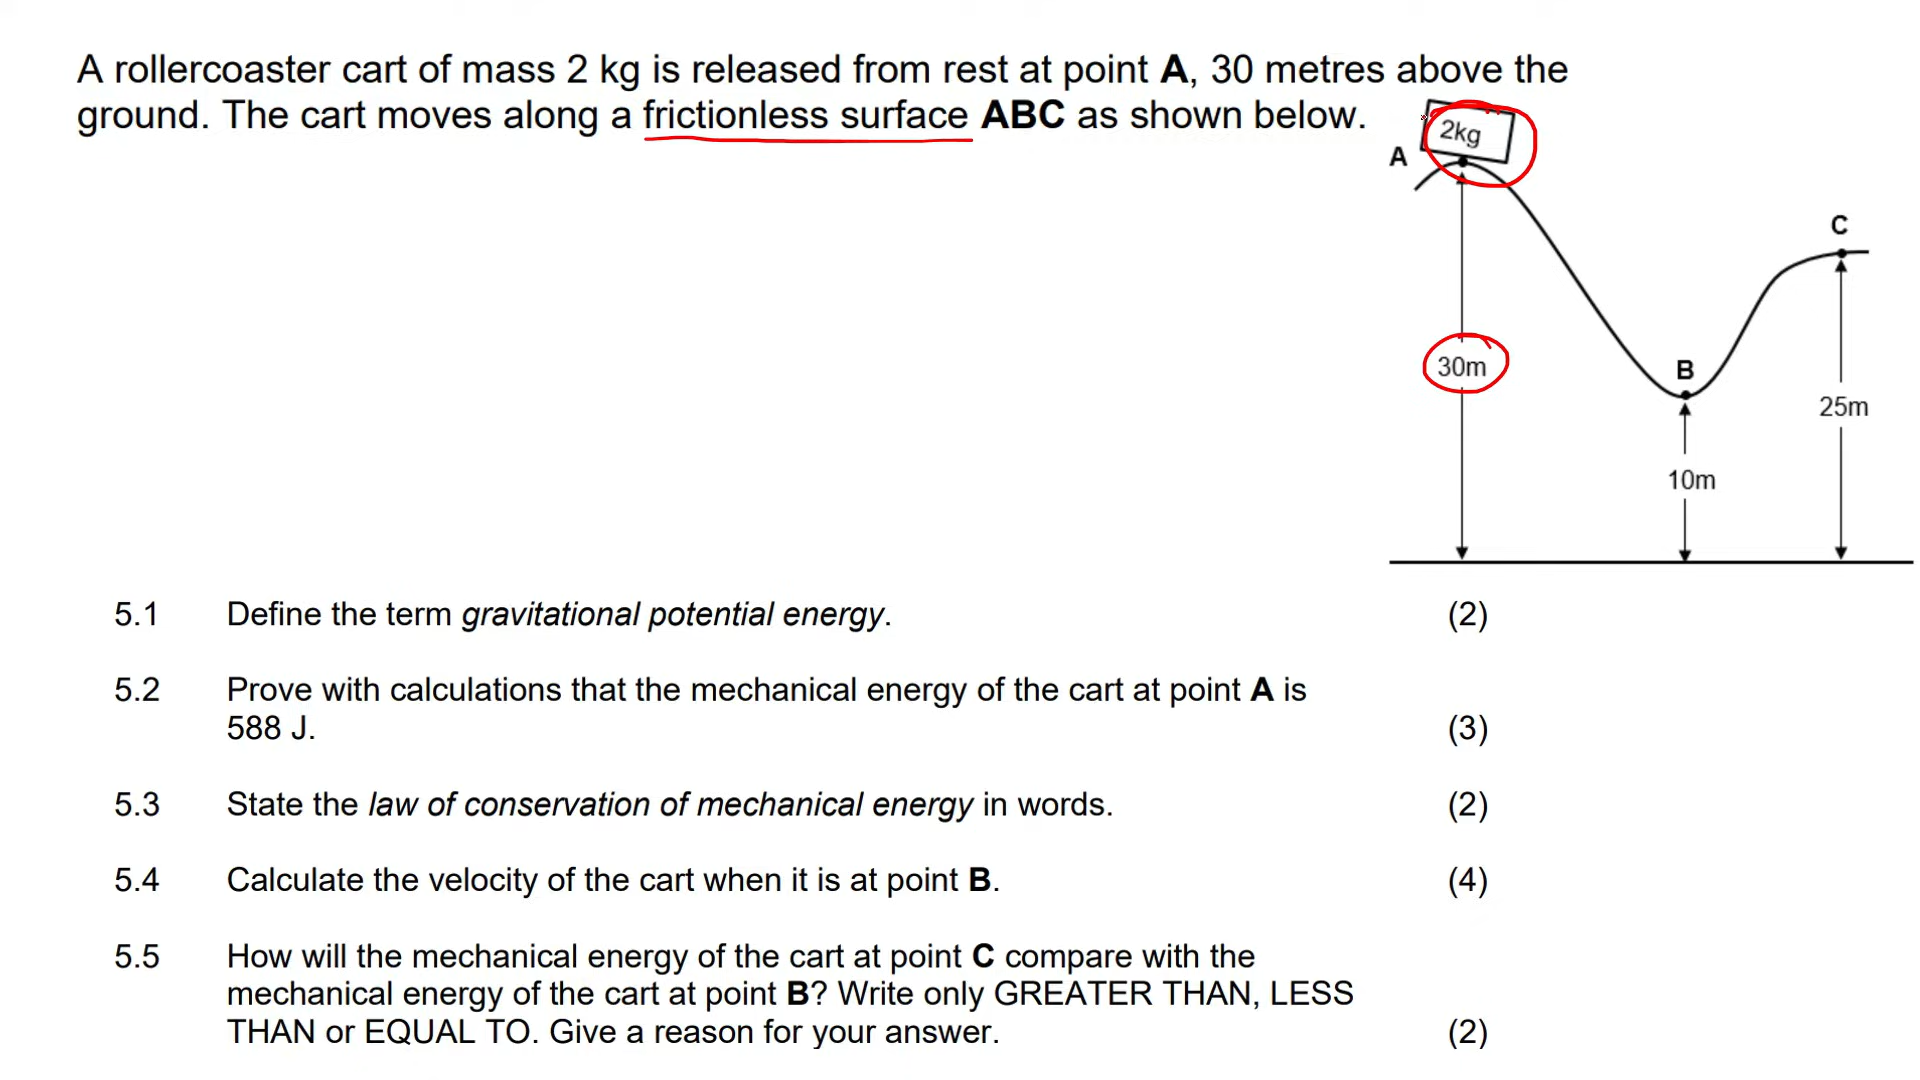 A rollercoaster cart of mass 2 kg is released from rest at point A, 30 metres above the
ground. The cart moves along a frictionless surface ABC as shown below.
2kg
A
C
30m
B
25m
10m
5.1 Define the term gravitational potential energy. (2)
5.2 Prove with calculations that the mechanical energy of the cart at point A is
588 J. (3)
5.3 State the law of conservation of mechanical energy in words. (2)
5.4 Calculate the velocity of the cart when it is at point B. (4)
5.5 How will the mechanical energy of the cart at point C compare with the
mechanical energy of the cart at point B? Write only GREATER THAN, LESS
THAN or EQUAL TO. Give a reason for your answer. (2)